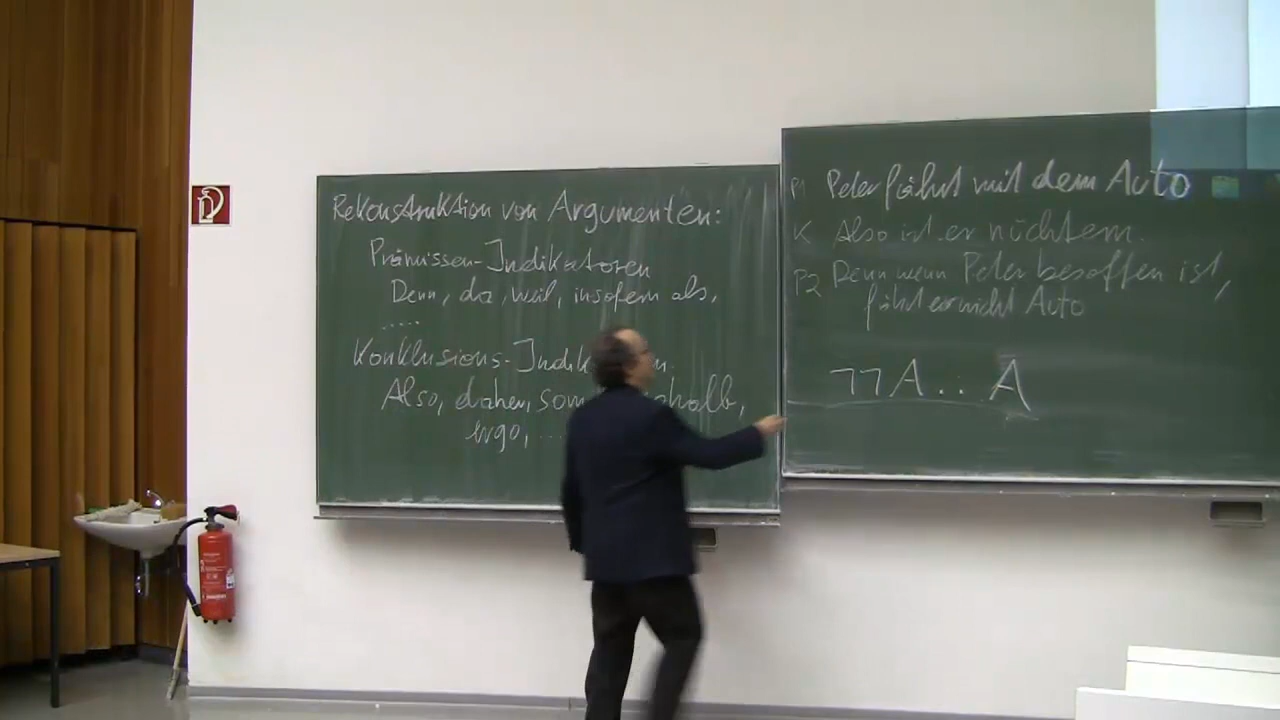 Rekonstruktion von Argumenten:
Prämissen-Indikatoren
Denn, da, weil, insofern als,
.....
Konklusions-Indik
Also, daher, som
ergo, ...
P1 Peter fährt mit dem Auto
K Also ist er nüchtern.
P2 Denn wenn Peter besoffen ist,
fährt er nicht Auto
¬¬A .. A